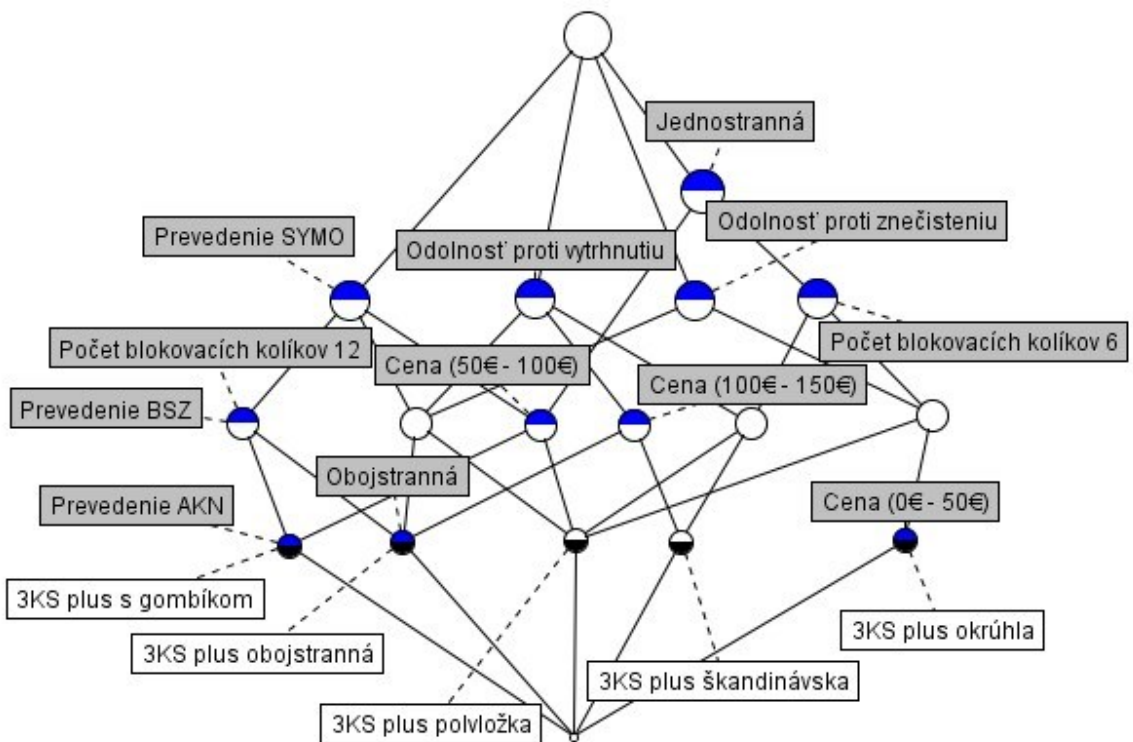 Jednostranná
Odolnosť proti znečisteniu
Prevedenie SYMO
Odolnosť proti vytrhnutiu
Počet blokovacích kolíkov 12
Počet blokovacích kolíkov 6
Cena (50€ - 100€)
Cena (100€ - 150€)
Prevedenie BSZ
Obojstranná
Prevedenie AKN
Cena (0€ - 50€)
3KS plus s gombíkom
3KS plus okrúhla
3KS plus obojstranná
3KS plus škandinávska
3KS plus polvložka